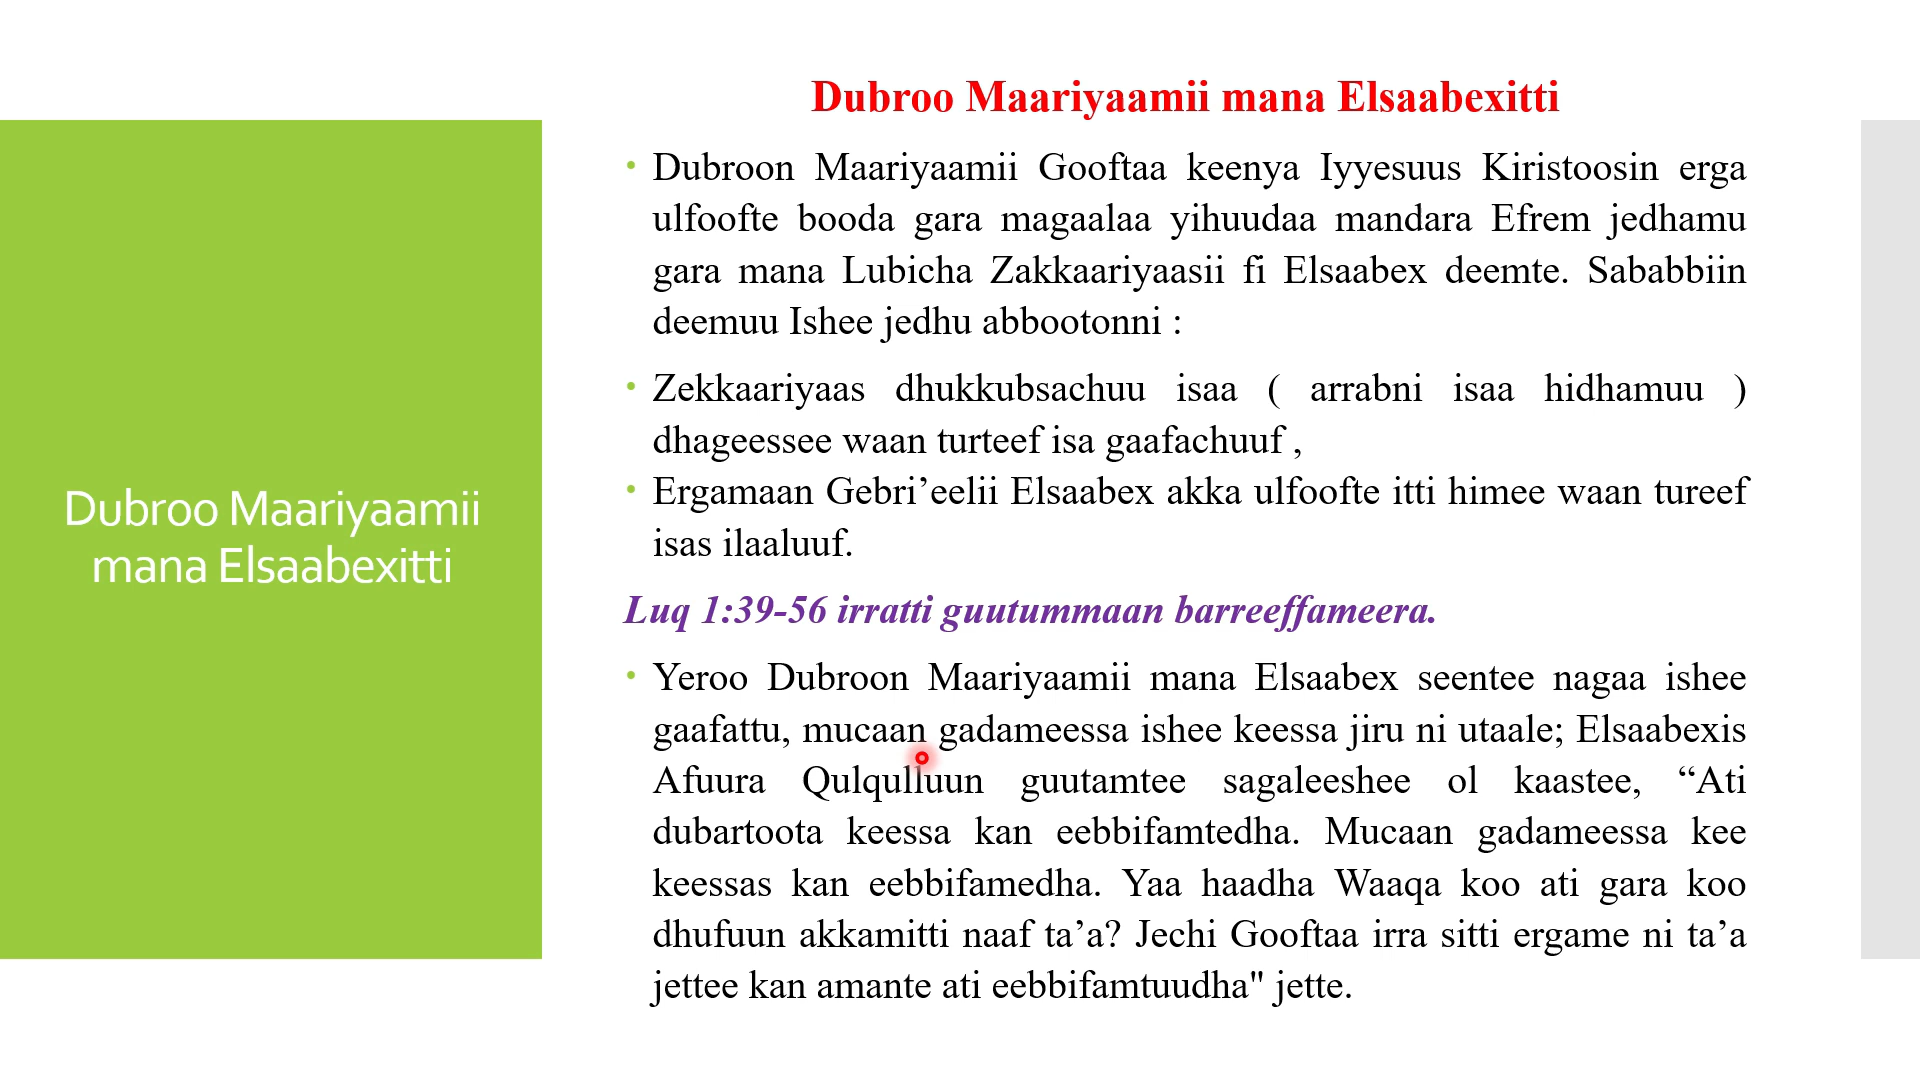 Dubroo Maariyaamii
mana Elsaabexitti
Dubroo Maariyaamii mana Elsaabexitti
• Dubroon Maariyaamii Gooftaa keenya Iyyesuus Kiristoosin erga
ulfoofte booda gara magaalaa yihuudaa mandara Efrem jedhamu
gara mana Lubicha Zakkaariyaasii fi Elsaabex deemte. Sababbiin
deemuu Ishee jedhu abbootonni :
• Zekkaariyaas dhukkubsachuu isaa ( arrabni isaa hidhamuu )
dhageessee waan turteef isa gaafachuuf ,
• Ergamaan Gebri’eelii Elsaabex akka ulfoofte itti himee waan tureef
isas ilaaluuf.
Luq 1:39-56 irratti guutummaan barreeffameera.
• Yeroo Dubroon Maariyaamii mana Elsaabex seentee nagaa ishee
gaafattu, mucaan gadameessa ishee keessa jiru ni utaale; Elsaabexis
Afuura Qulqulluun guutamtee sagaleeshee ol kaastee, “Ati
dubartoota keessa kan eebbifamtedha. Mucaan gadameessa kee
keessas kan eebbifamedha. Yaa haadha Waaqa koo ati gara koo
dhufuun akkamitti naaf ta’a? Jechi Gooftaa irra sitti ergame ni ta’a
jettee kan amante ati eebbifamtuudha" jette.